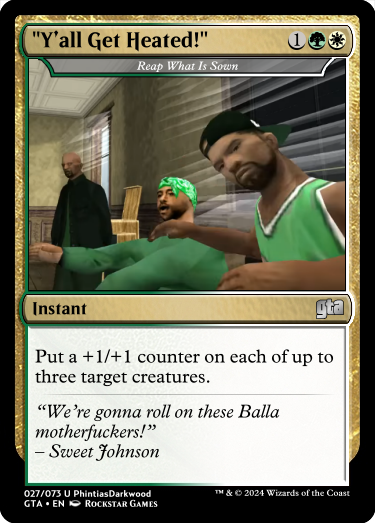 "Y'all Get Heated!" 1
Reap What Is Sown
Instant gta
Put a +1/+1 counter on each of up to
three target creatures.
“We're gonna roll on these Balla
motherfuckers!”
– Sweet Johnson
027/073 U PhintiasDarkwood
GTA • EN Rockstar Games
™ & © 2024 Wizards of the Coast